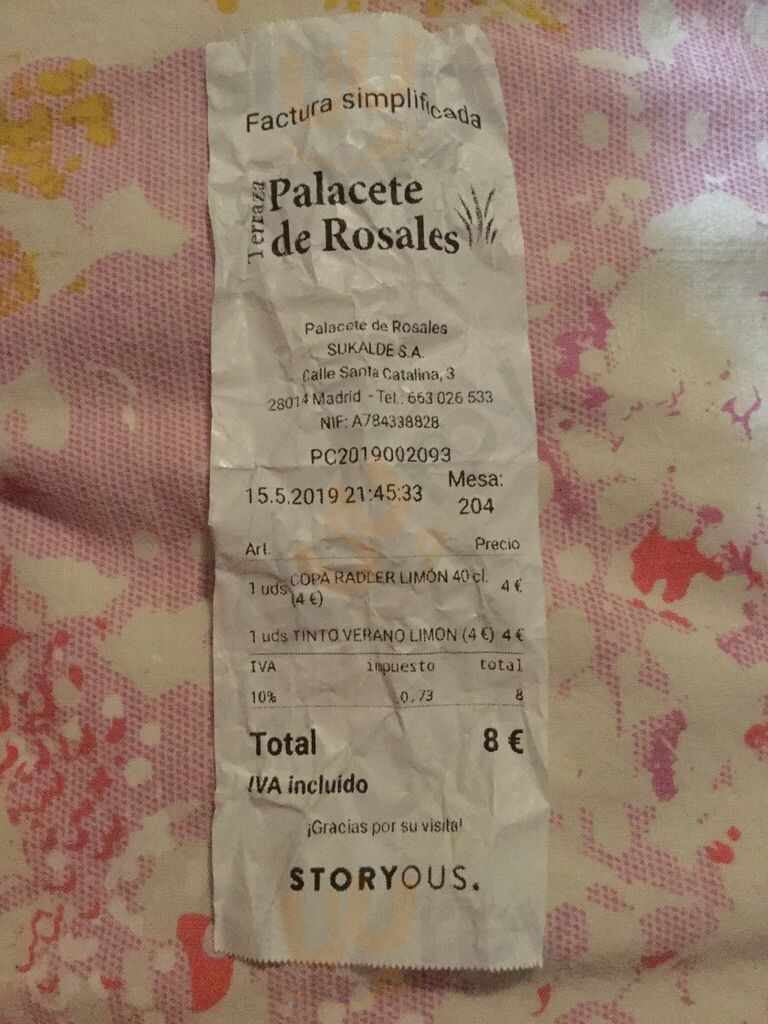 Factura simplificada
Terraza
Palacete
de Rosales
Palacete de Rosales
SUKALDE S.A.
Calle Santa Catalina, 3
28014 Madrid - Tel.: 663 026 533
NIF: A784338828
PC2019002093
15.5.2019 21:45:33 Mesa: 204
Art. Precio
1 uds COPA RADLER LIMÓN 40 cl. (4 €) 4 €
1 uds TINTO VERANO LIMON (4 €) 4 €
IVA impuesto total
10% 0,73 8
Total 8 €
IVA incluído
¡Gracias por su visita!
STORYOUS.